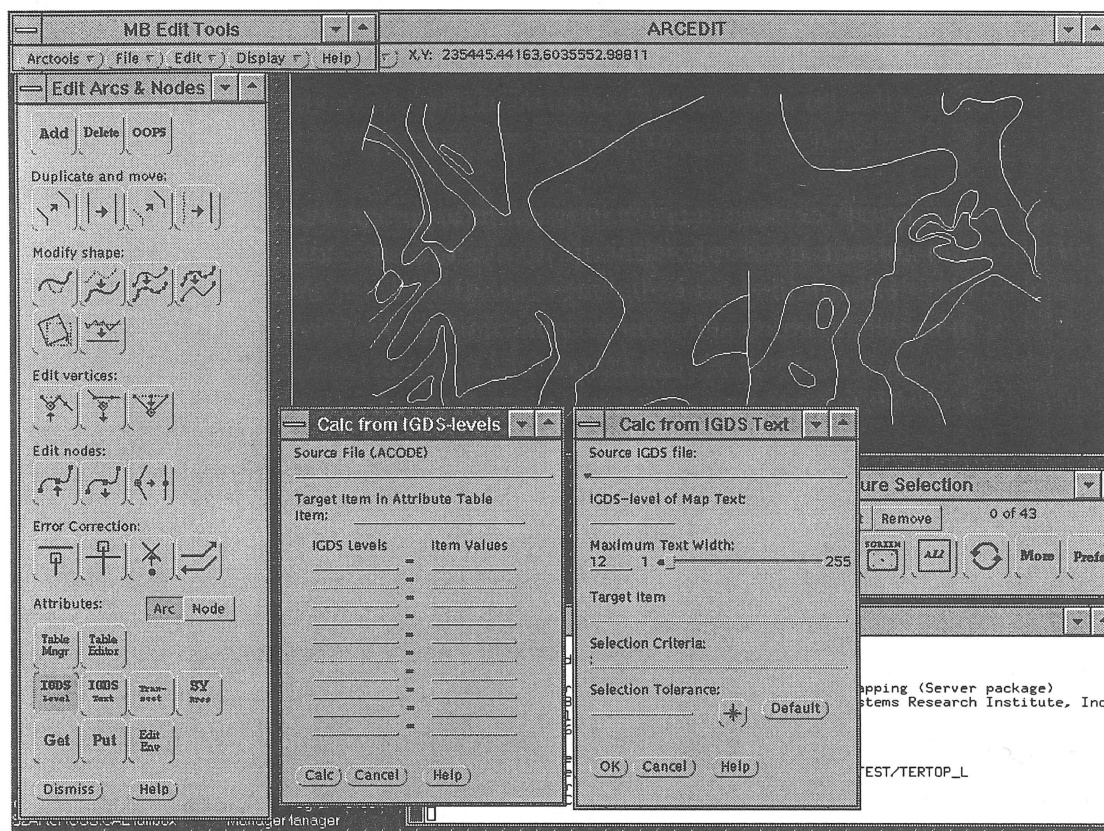 MB Edit Tools
Arctools File Edit Display Help
ARCEDIT
X,Y: 235445.44163,6035552.98811
Edit Arcs & Nodes
Add Delete OOPS
Duplicate and move:
Modify shape:
Edit vertices:
Edit nodes:
Error Correction:
Attributes: Arc Node
Table Mngr Table Editor
IGDS Level IGDS Text Tran-sect SY
Get Put Edit Env
Dismiss Help
Calc from IGDS-levels
Source File (.ACODE)
Target Item in Attribute Table
Item:
IGDS Levels Item Values
=
=
=
=
=
=
=
=
=
=
Calc Cancel Help
Calc from IGDS Text
Source IGDS file:
IGDS-level of Map Text:
Maximum Text Width:
12 1 255
Target Item
Selection Criteria:
Selection Tolerance:
Default
OK Cancel Help
ure Selection
Remove 0 of 43
SCREEN ALL More Prefe
apping (Server package)
stems Research Institute, Inc
TEST/TERTOP_L
ManagerManager